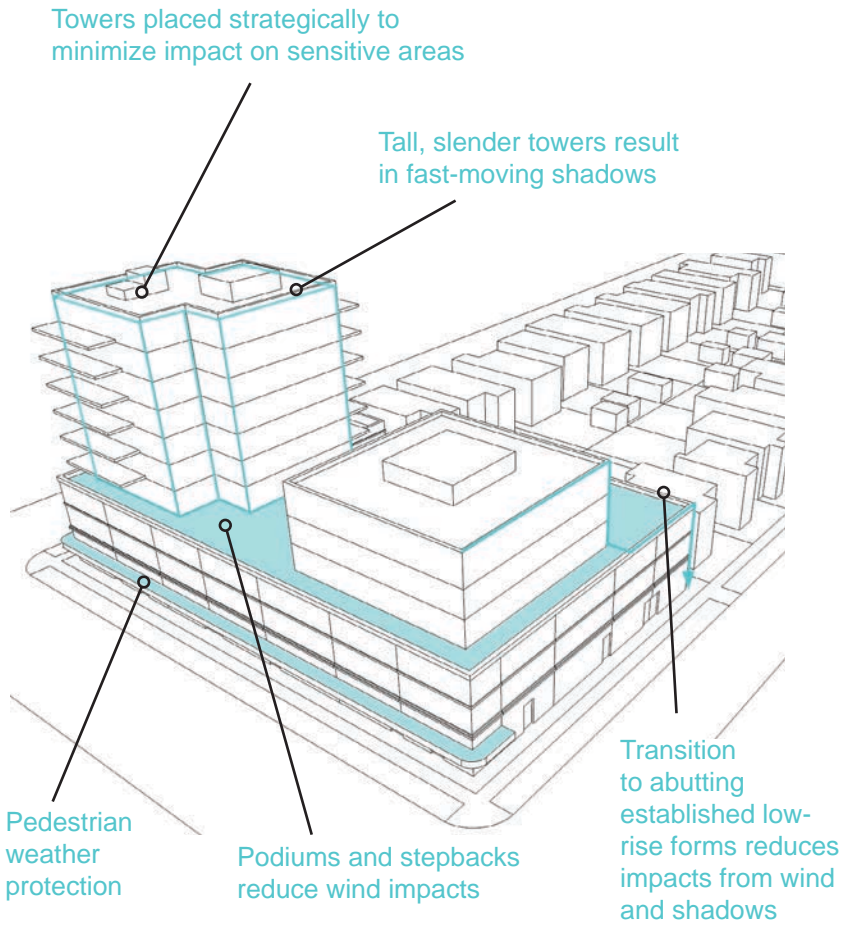 Towers placed strategically to
minimize impact on sensitive areas
Tall, slender towers result
in fast-moving shadows
Pedestrian
weather
protection
Podiums and stepbacks
reduce wind impacts
Transition
to abutting
established low-
rise forms reduces
impacts from wind
and shadows